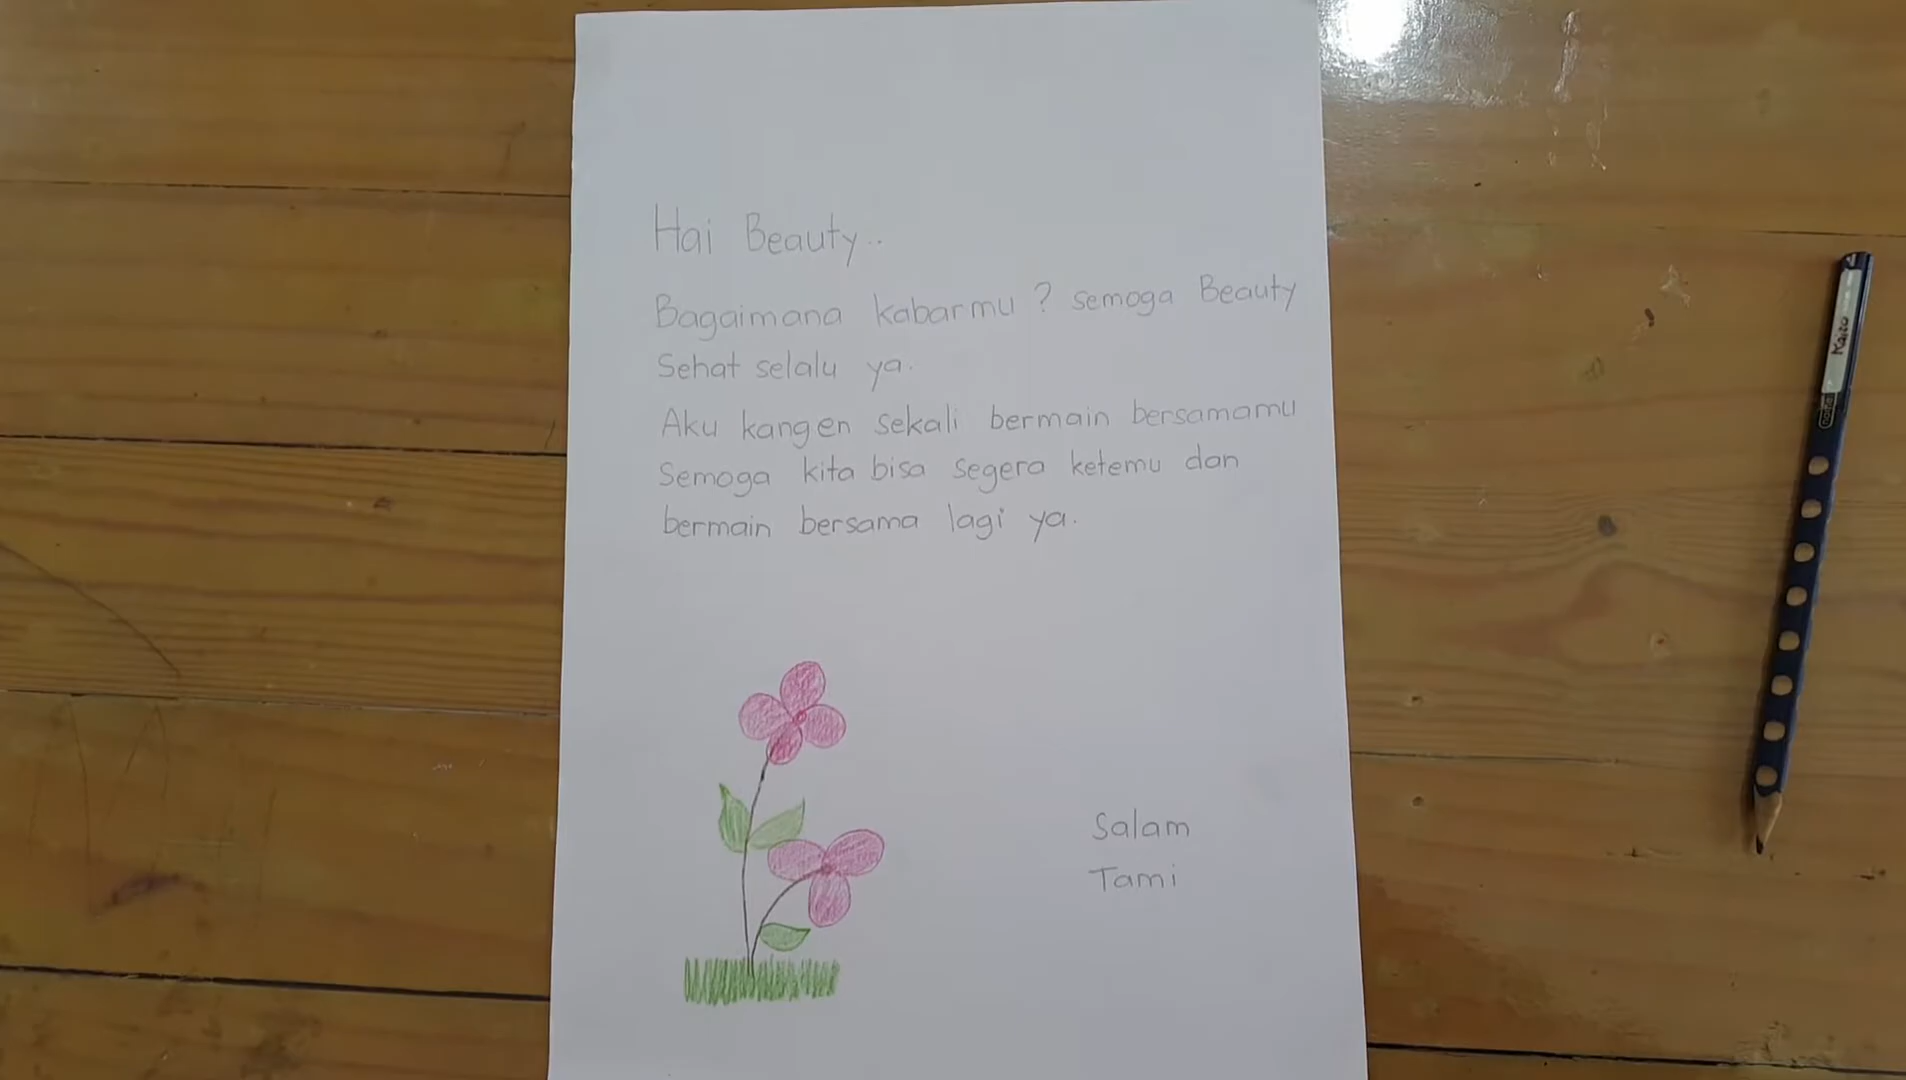 Hai Beauty..
Bagaimana kabarmu ? semoga Beauty
Sehat selalu ya.
Aku kangen sekali bermain bersamamu
Semoga kita bisa segera ketemu dan
bermain bersama lagi ya.
Salam
Tami
Kaizo